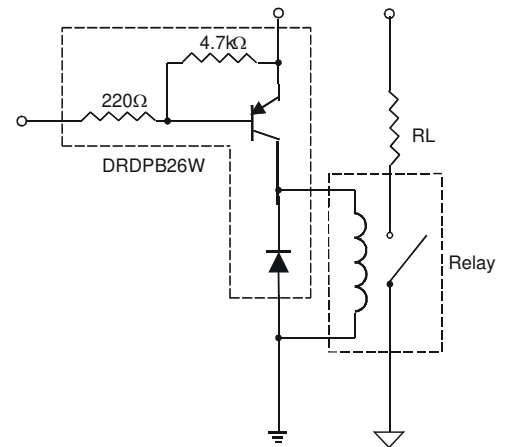 4.7kΩ
220Ω
RL
DRDPB26W
Relay